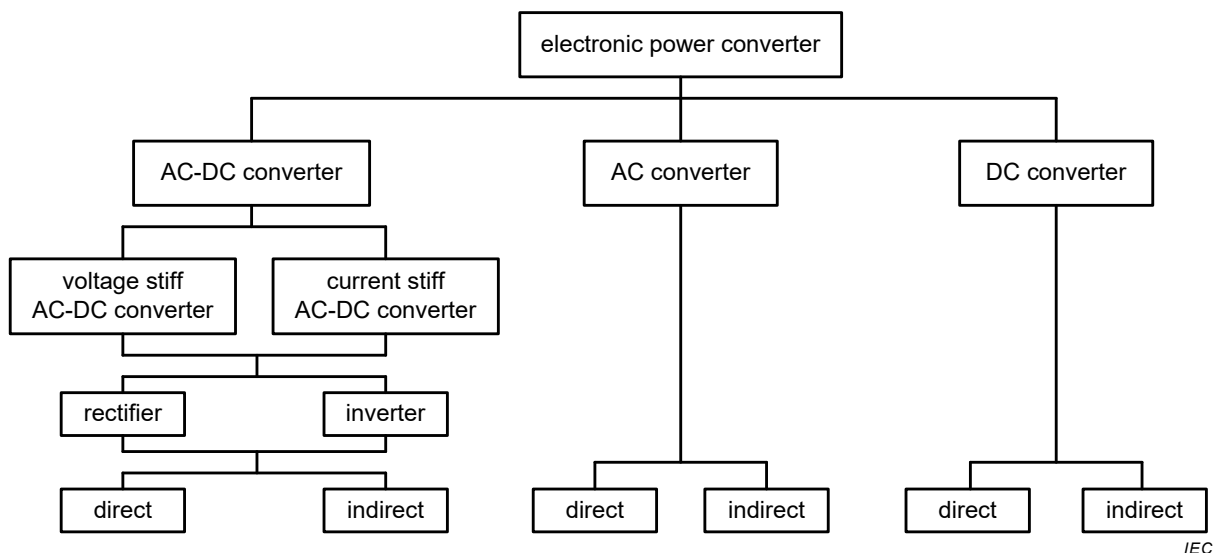 electronic power converter
AC-DC converter
AC converter
DC converter
voltage stiff
AC-DC converter
current stiff
AC-DC converter
rectifier
inverter
direct
indirect
direct
indirect
direct
indirect
IEC